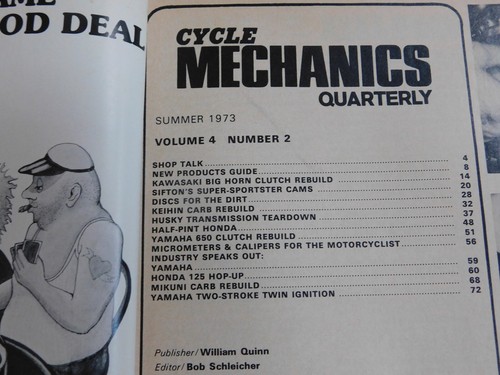 OOD DEAL
CYCLE
MECHANICS
QUARTERLY
SUMMER 1973
VOLUME 4 NUMBER 2
SHOP TALK 4
NEW PRODUCTS GUIDE 8
KAWASAKI BIG HORN CLUTCH REBUILD 14
SIFTON'S SUPER-SPORTSTER CAMS 20
DISCS FOR THE DIRT 28
KEIHIN CARB REBUILD 32
HUSKY TRANSMISSION TEARDOWN 37
HALF-PINT HONDA 48
YAMAHA 650 CLUTCH REBUILD 51
MICROMETERS & CALIPERS FOR THE MOTORCYCLIST 56
INDUSTRY SPEAKS OUT:
YAMAHA 59
HONDA 125 HOP-UP 60
MIKUNI CARB REBUILD 68
YAMAHA TWO-STROKE TWIN IGNITION 72
Publisher/William Quinn
Editor/Bob Schleicher